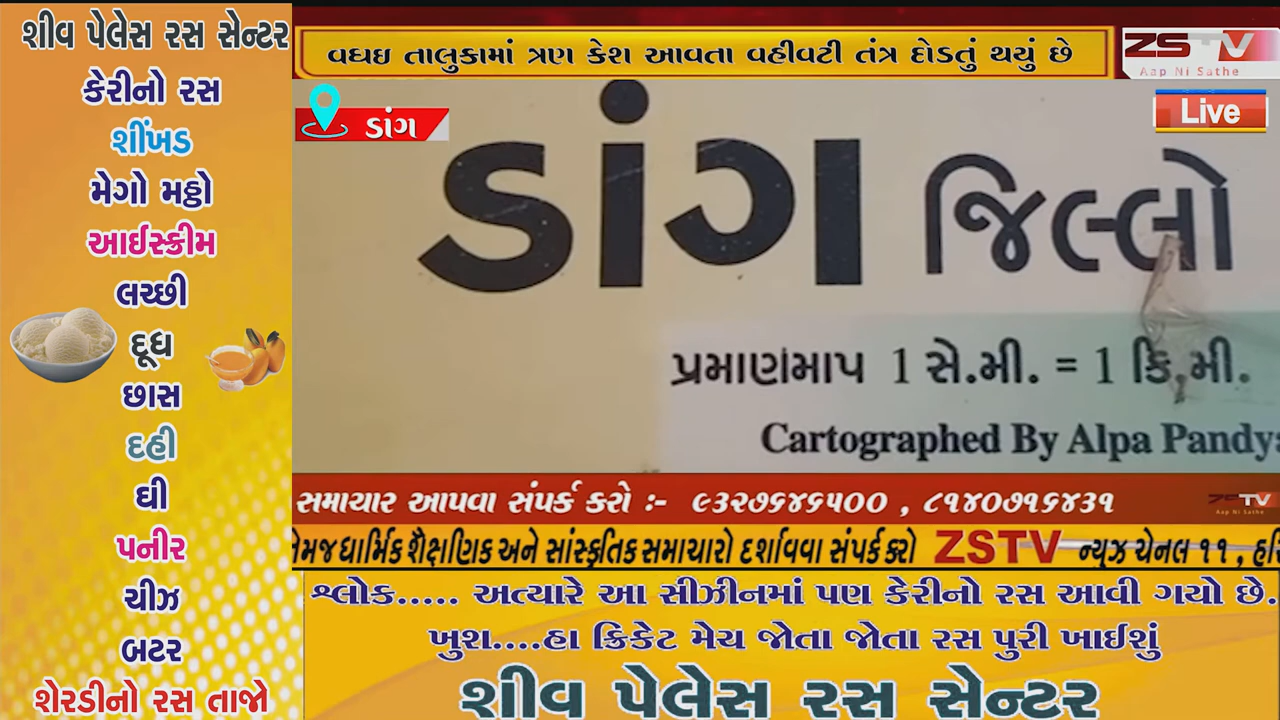 શીવ પેલેસ રસ સેન્ટર
કેરીનો રસ
શીંખડ
મેગો મઠ્ઠો
આઈસ્ક્રીમ
લચ્છી
દૂધ
છાસ
દહી
ઘી
પનીર
ચીઝ
બટર
શેરડીનો રસ તાજો
વઘઇ તાલુકામાં ત્રણ કેશ આવતા વહીવટી તંત્ર દોડતું થયું છે
ZSTV
Aap Ni Sathe
Live
ડાંગ
ડાંગ જિલ્લો
પ્રમાણંમાપ 1 સે.મી. = 1 કિ.મી.
Cartographed By Alpa Pandya
સમાચાર આપવા સંપર્ક કરો :- ૯૩૨૭૬૪૬૫૦૦ , ૮૧૪૦૭૧૬૪૩૧
ZSTV
Aap Ni Sathe
તેમજ ધાર્મિક શૈક્ષણિક અને સાંસ્કૃતિક સમાચારો દર્શાવવા સંપર્ક કરો ZSTV ન્યૂઝ ચેનલ ૧૧ ,
શ્લોક..... અત્યારે આ સીઝીનમાં પણ કેરીનો રસ આવી ગયો છે.
ખુશ....હા ક્રિકેટ મેચ જોતા જોતા રસ પુરી ખાઈશું
શીવ પેલેસ રસ સેન્ટર